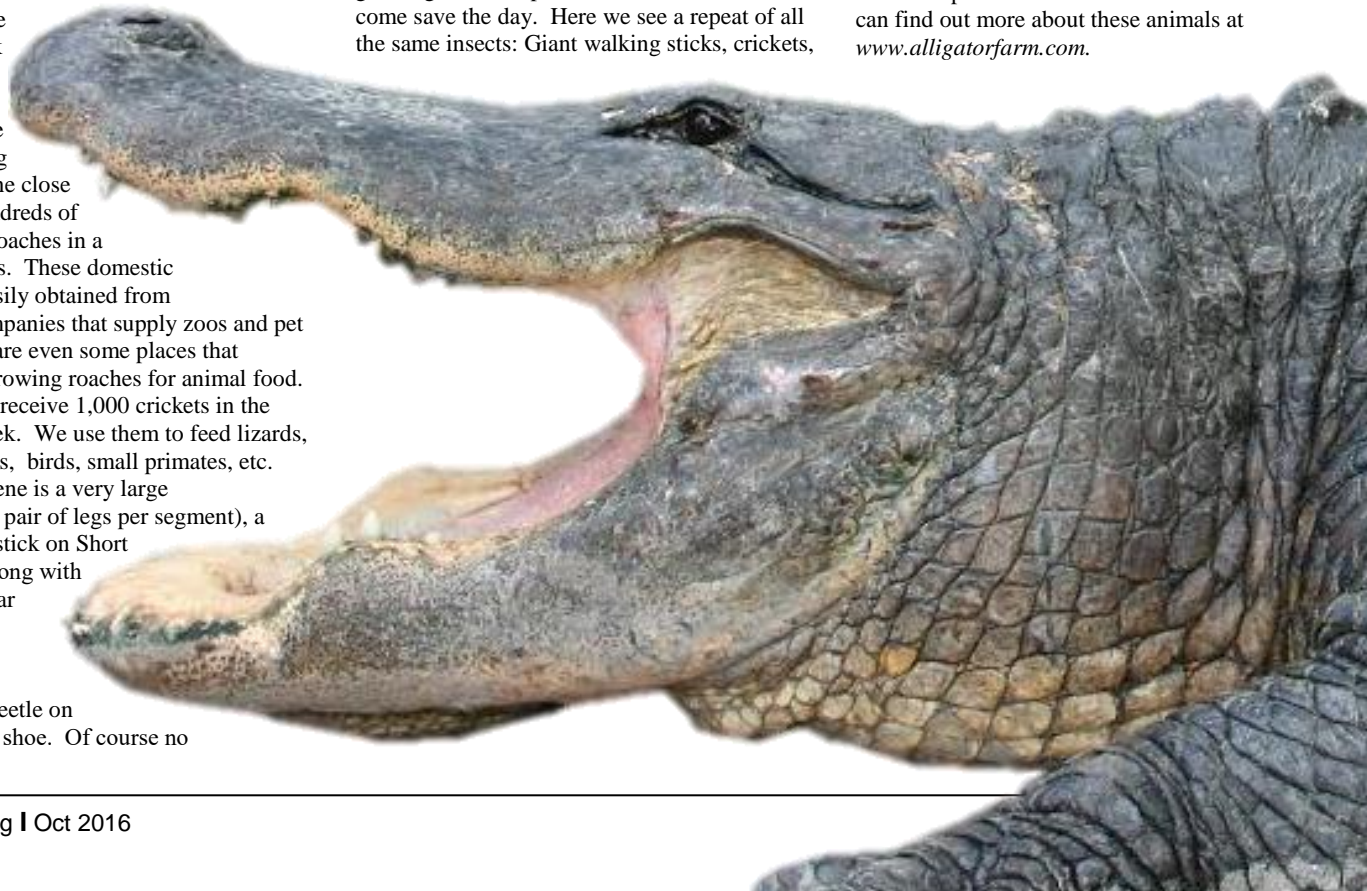 e
e
g
ne close
dreds of
oaches in a
s. These domestic
sily obtained from
npanies that supply zoos and pet
are even some places that
rowing roaches for animal food.
receive 1,000 crickets in the
ek. We use them to feed lizards,
s, birds, small primates, etc.
ene is a very large
pair of legs per segment), a
stick on Short
ong with
ar
eetle on
shoe. Of course no
come save the day. Here we see a repeat of all
the same insects: Giant walking sticks, crickets,
can find out more about these animals at
www.alligatorfarm.com.
g | Oct 2016